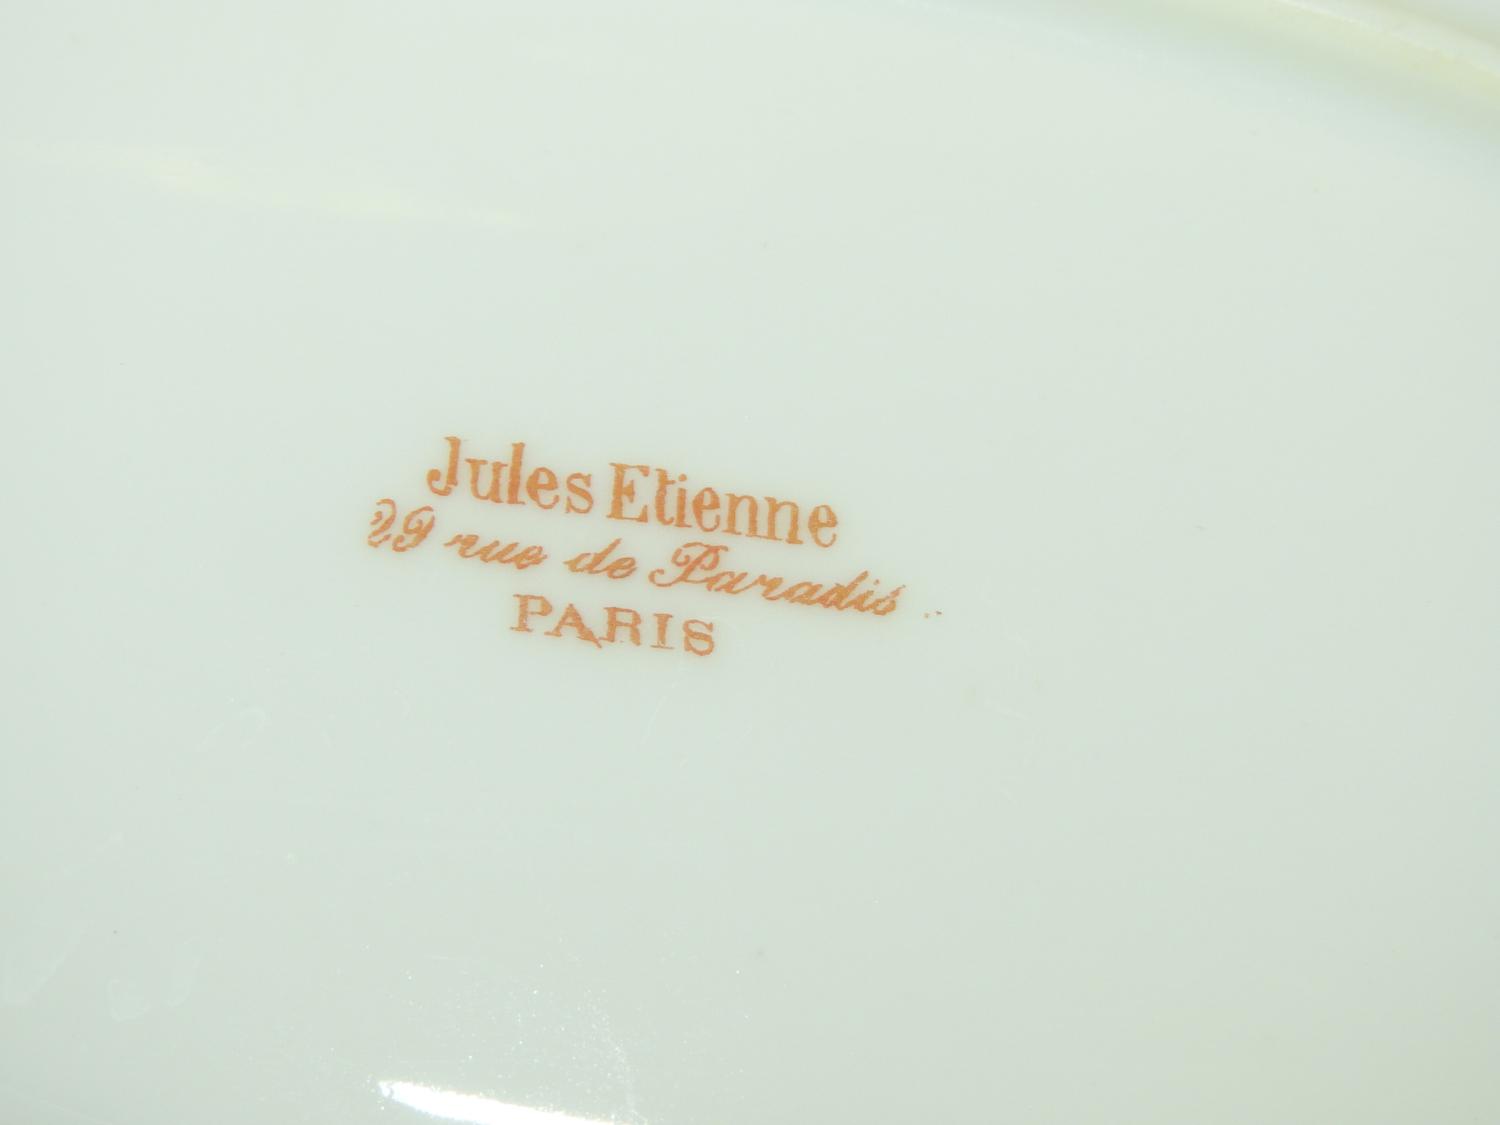 Jules Etienne
29 rue de Paradis
PARIS